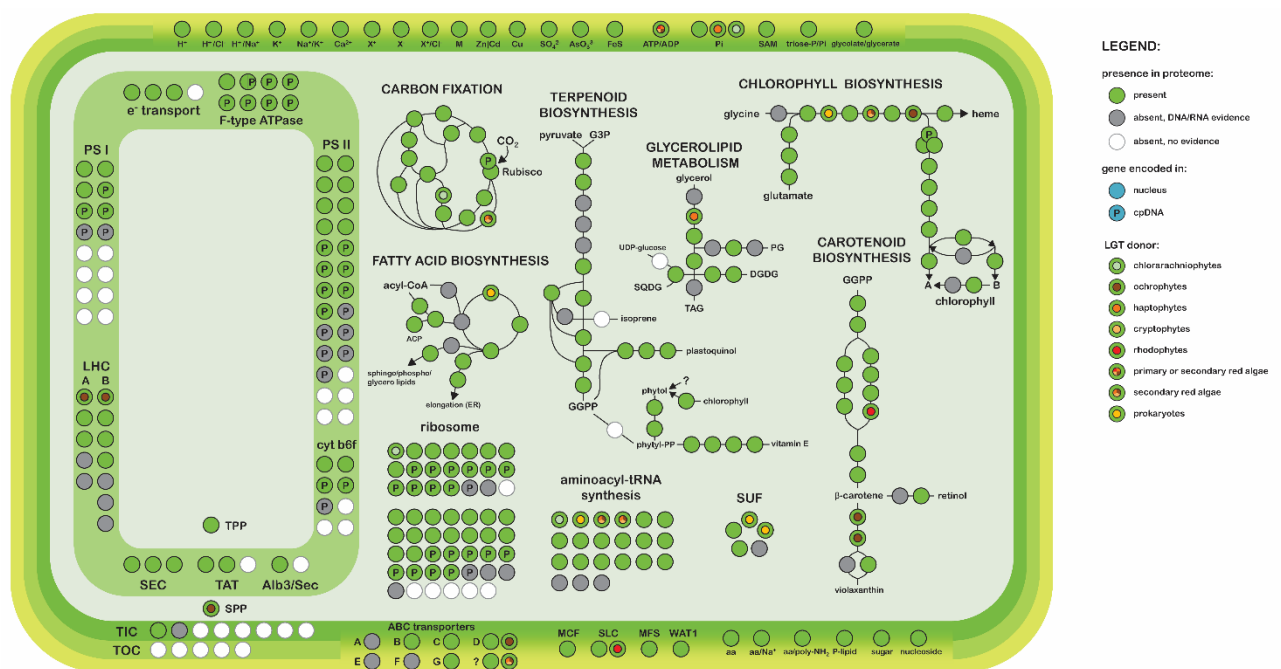 H⁺ H⁺/Cl H⁺/Na⁺ K⁺ Na⁺/K⁺ Ca²⁺ X⁺ X X⁺/Cl M Zn|Cd Cu SO₄² AsO₂³ FeS ATP/ADP Pi SAM triose-P/Pi glycolate/glycerate
e⁻ transport
P P P
P P P P
F-type ATPase
PS I
P
P P
P P
PS II
P P
P P
P P
P P
P P
P P
P P
P
LHC
A B
cyt b6f
P P
P
TPP
SEC TAT Alb3/Sec
SPP
TIC
TOC
CARBON FIXATION
CO₂
P
Rubisco
FATTY ACID BIOSYNTHESIS
acyl-CoA
ACP
sphingo/phospho/
glycero lipids
elongation (ER)
TERPENOID
BIOSYNTHESIS
pyruvate G3P
isoprene
plastoquinol
GGPP
phytol ?
chlorophyll
phytyl-PP
vitamin E
GLYCEROLIPID
METABOLISM
glycerol
UDP-glucose
PG
SQDG
DGDG
TAG
CHLOROPHYLL BIOSYNTHESIS
glycine
heme
P
glutamate
A B
chlorophyll
CAROTENOID
BIOSYNTHESIS
GGPP
β-carotene
retinol
violaxanthin
ribosome
P P P P P P
P P P P P
P P P P P
P P P P P
aminoacyl-tRNA
synthesis
SUF
ABC transporters
A B C D
E F G ?
MCF SLC MFS WAT1
aa aa/Na⁺ aa/poly-NH₂ P-lipid sugar nucleoside
LEGEND:
presence in proteome:
present
absent, DNA/RNA evidence
absent, no evidence
gene encoded in:
nucleus
P cpDNA
LGT donor:
chlorarachniophytes
ochrophytes
haptophytes
cryptophytes
rhodophytes
primary or secondary red algae
secondary red algae
prokaryotes